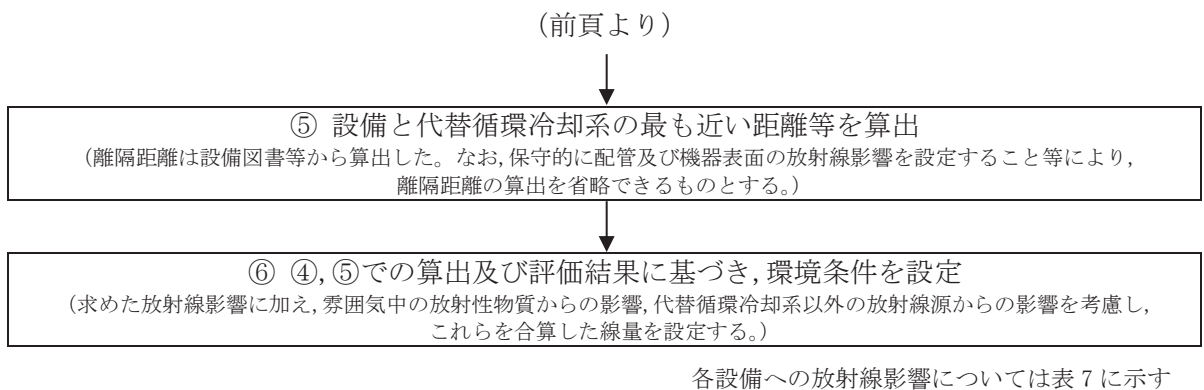 (前頁より)
⑤ 設備と代替循環冷却系の最も近い距離等を算出
(離隔距離は設備図書等から算出した。なお,保守的に配管及び機器表面の放射線影響を設定すること等により,
離隔距離の算出を省略できるものとする。)
⑥ ④,⑤での算出及び評価結果に基づき,環境条件を設定
(求めた放射線影響に加え,雰囲気中の放射性物質からの影響,代替循環冷却系以外の放射線源からの影響を考慮し,
これらを合算した線量を設定する。)
各設備への放射線影響については表 7 に示す